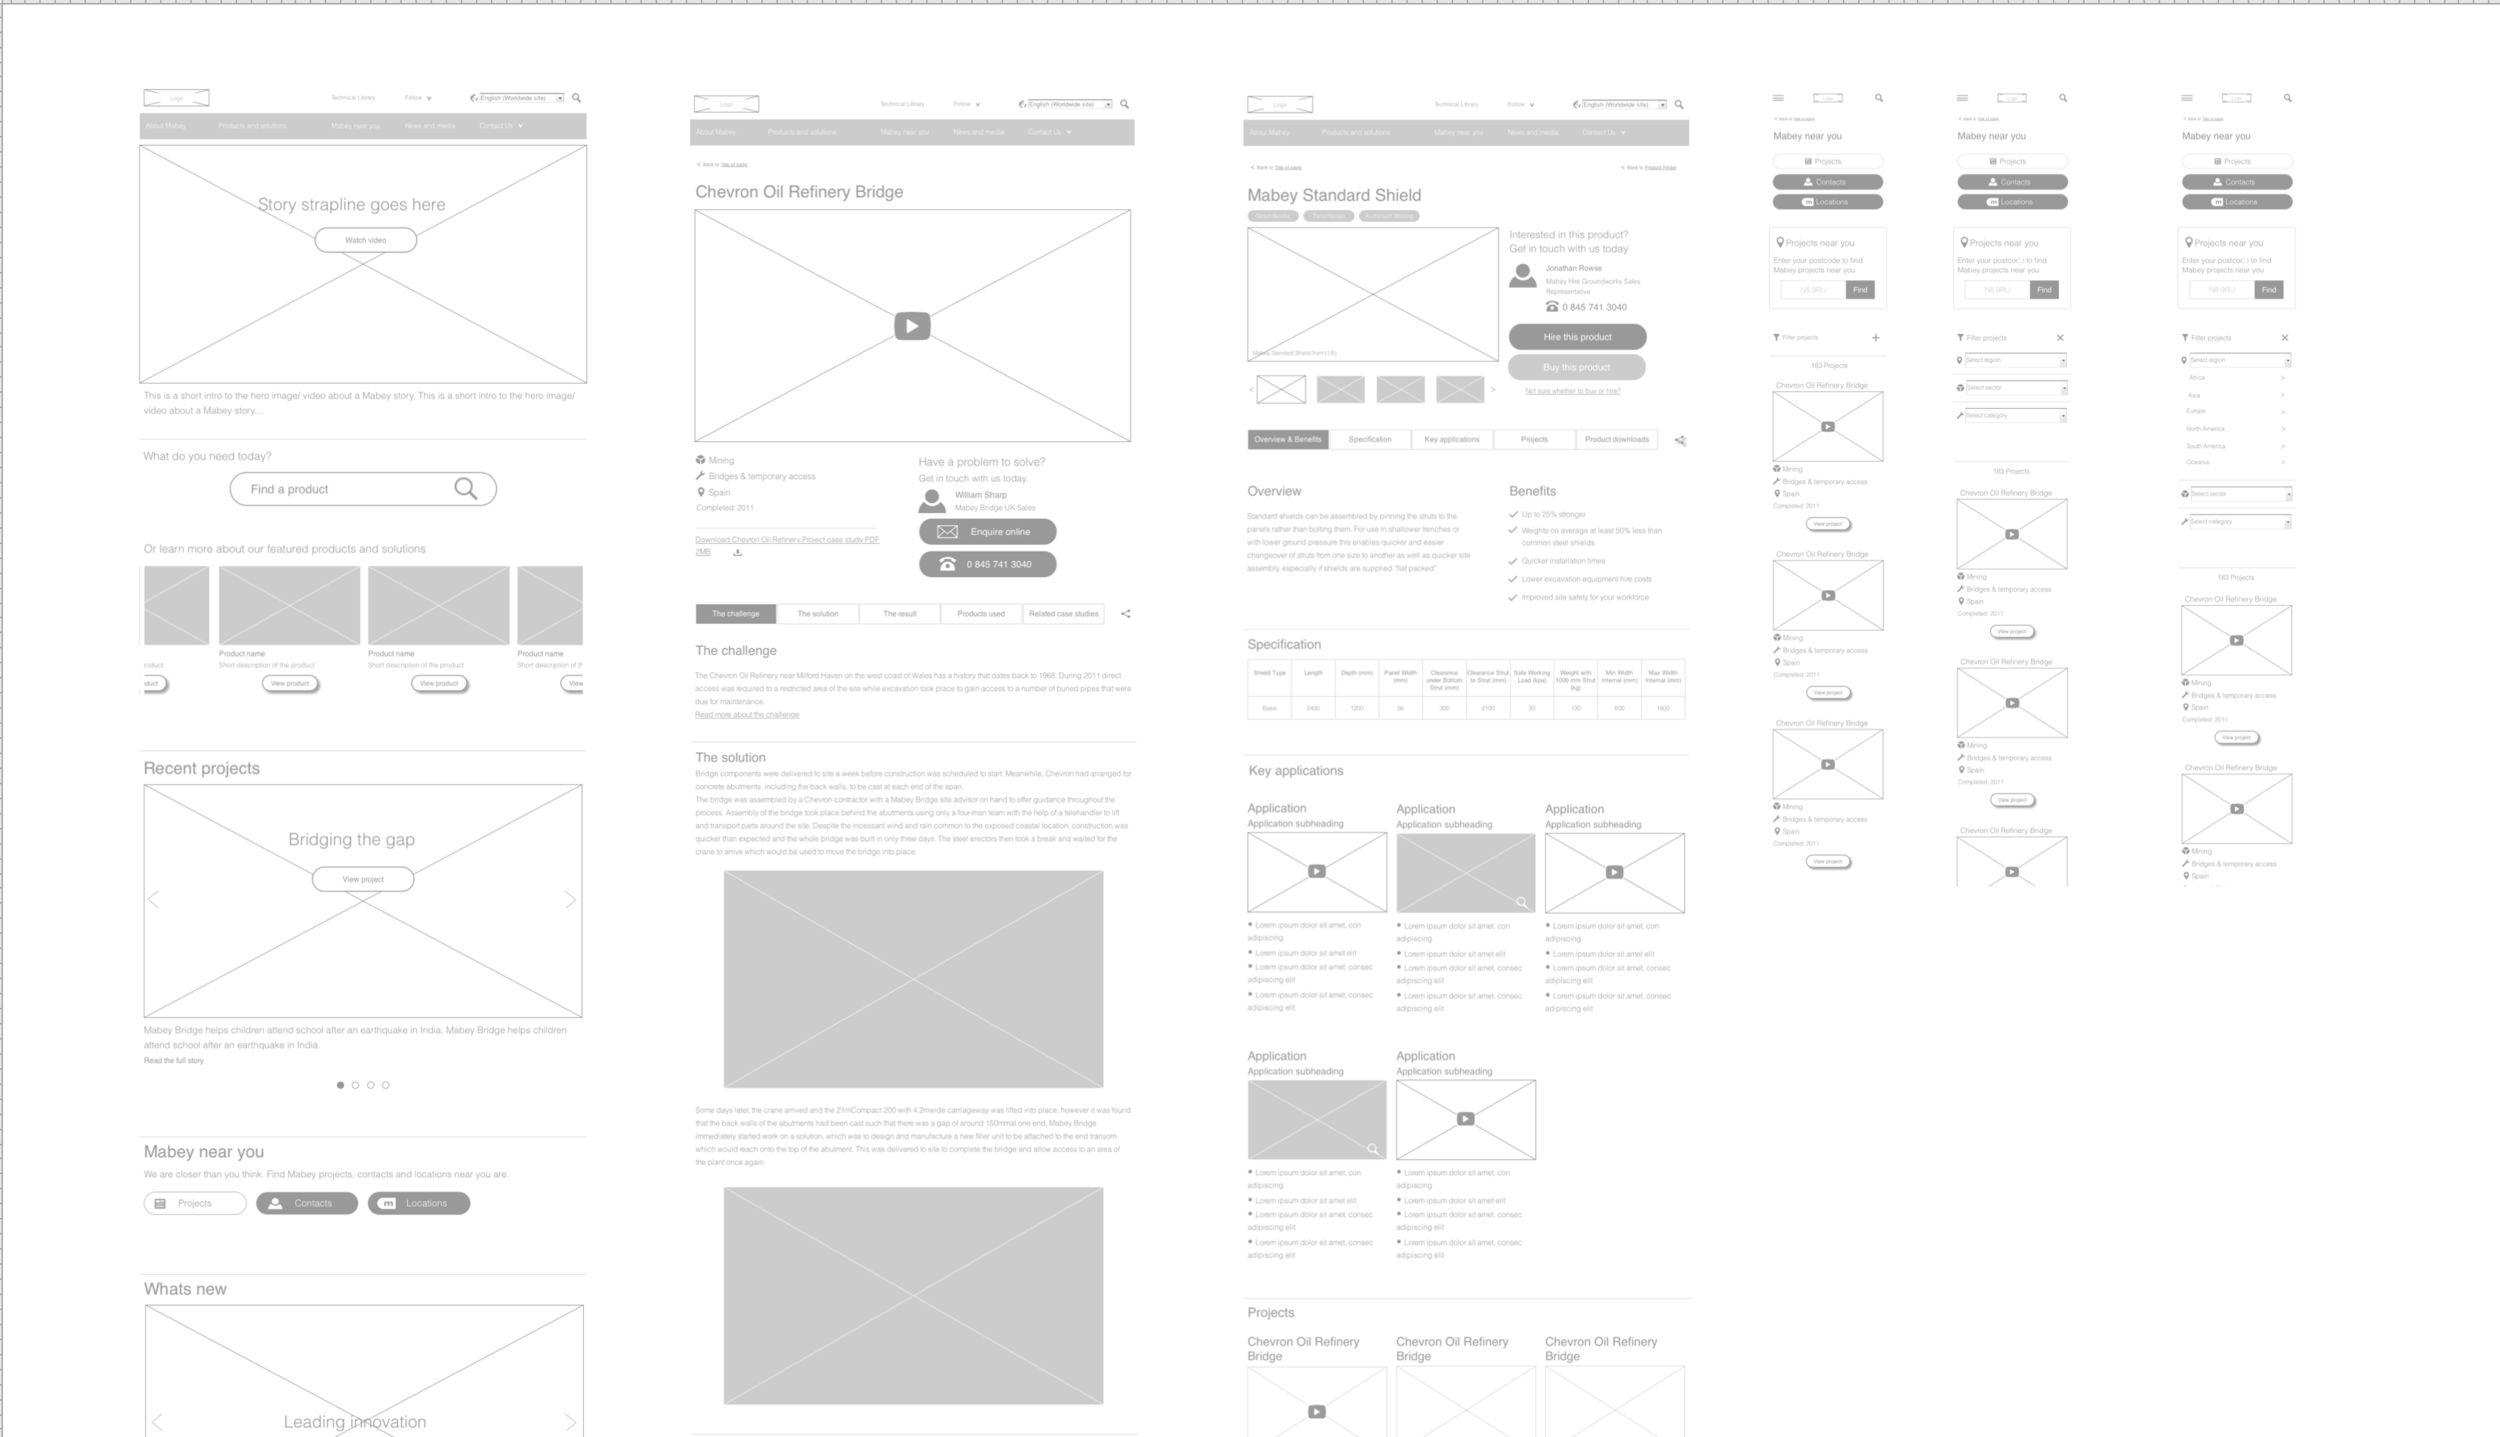 Logo
Technical Library
Follow
English (Worldwide site)
About Mabey
Products and solutions
Mabey near you
News and media
Contact Us
Story strapline goes here
Watch video
This is a short intro to the hero image/ video about a Mabey story. This is a short intro to the hero image/
video about a Mabey story....
What do you need today?
Find a product
Or learn more about our featured products and solutions
Product name
Product name
Product name
roduct
Short description of the product
Short description of the product
Short description of th
duct
View product
View product
View
Recent projects
Bridging the gap
View project
Mabey Bridge helps children attend school after an earthquake in India. Mabey Bridge helps children
attend school after an earthquake in India.
Read the full story
Mabey near you
We are closer than you think. Find Mabey projects, contacts and locations near you are.
Projects
Contacts
m Locations
Whats new
Leading innovation
Logo
Technical Library
Follow
English (Worldwide site)
About Mabey
Products and solutions
Mabey near you
News and media
Contact Us
< Back to Title of page
Chevron Oil Refinery Bridge
Mining
Bridges & temporary access
Spain
Completed: 2011
Download Chevron Oil Refinery Project case study PDF
2MB
Have a problem to solve?
Get in touch with us today.
William Sharp
Mabey Bridge UK Sales
Enquire online
0 845 741 3040
The challenge
The solution
The result
Products used
Related case studies
The challenge
The Chevron Oil Refinery near Milford Haven on the west coast of Wales has a history that dates back to 1968. During 2011 direct
access was required to a restricted area of the site while excavation took place to gain access to a number of buried pipes that were
due for maintenance.
Read more about the challenge
The solution
Bridge components were delivered to site a week before construction was scheduled to start. Meanwhile, Chevron had arranged for
concrete abutments, including the back walls, to be cast at each end of the span.
The bridge was assembled by a Chevron contractor with a Mabey Bridge site advisor on hand to offer guidance throughout the
process. Assembly of the bridge took place behind the abutments using only a four-man team with the help of a telehandler to lift
and transport parts around the site. Despite the incessant wind and rain common to the exposed coastal location, construction was
quicker than expected and the whole bridge was built in only three days. The steel erectors then took a break and waited for the
crane to arrive which would be used to move the bridge into place.
Some days later, the crane arrived and the 21mCompact 200 with 4.2mwide carriageway was lifted into place, however it was found
that the back walls of the abutments had been cast such that there was a gap of around 150mmat one end. Mabey Bridge
immediately started work on a solution, which was to design and manufacture a new filler unit to be attached to the end transom
which would reach onto the top of the abutment. This was delivered to site to complete the bridge and allow access to an area of
the plant once again.
Logo
Technical Library
Follow
English (Worldwide site)
About Mabey
Products and solutions
Mabey near you
News and media
Contact Us
< Back to Title of page
< Back to Product Finder
Mabey Standard Shield
Groundworks
Aluminium Shoring
Mabey Standard Shield front (1/5)
Interested in this product?
Get in touch with us today
Jonathan Rowse
Mabey Hire Groundworks Sales
Representative
0 845 741 3040
Hire this product
Buy this product
Not sure whether to buy or hire?
<
>
Overview & Benefits
Specification
Key applications
Projects
Product downloads
Overview
Standard shields can be assembled by pinning the struts to the
panels rather than bolting them. For use in shallower trenches or
with lower ground pressure this enables quicker and easier
changeover of struts from one size to another as well as quicker site
assembly, especially if shields are supplied "flat packed"
Benefits
Up to 25% stronger
Weights on average at least 50% less than
common steel shields
Quicker installation times
Lower excavation equipment hire costs
Improved site safety for your workforce
Specification
Shield Type
Length
Depth (mm)
Panel Width (mm)
Clearance under Bottom Strut (mm)
Clearance Strut to Strut (mm)
Safe Working Load (kpa)
Weight with 1000 mm Strut (kg)
Min Width Internal (mm)
Max Width Internal (mm)
Base
2400
1200
56
300
2100
30
130
600
1600
Key applications
Application
Application subheading
• Lorem ipsum dolor sit amet, con
adipiscing
• Lorem ipsum dolor sit amet elit
• Lorem ipsum dolor sit amet, consec
adipiscing elit
• Lorem ipsum dolor sit amet, consec
adipiscing elit
Application
Application subheading
• Lorem ipsum dolor sit amet, con
adipiscing
• Lorem ipsum dolor sit amet elit
• Lorem ipsum dolor sit amet, consec
adipiscing elit
• Lorem ipsum dolor sit amet, consec
adipiscing elit
Application
Application subheading
• Lorem ipsum dolor sit amet, con
adipiscing
• Lorem ipsum dolor sit amet elit
• Lorem ipsum dolor sit amet, consec
adipiscing elit
• Lorem ipsum dolor sit amet, consec
adipiscing elit
Application
Application subheading
• Lorem ipsum dolor sit amet, con
adipiscing
• Lorem ipsum dolor sit amet elit
• Lorem ipsum dolor sit amet, consec
adipiscing elit
• Lorem ipsum dolor sit amet, consec
adipiscing elit
Application
Application subheading
• Lorem ipsum dolor sit amet, con
adipiscing
• Lorem ipsum dolor sit amet elit
• Lorem ipsum dolor sit amet, consec
adipiscing elit
• Lorem ipsum dolor sit amet, consec
adipiscing elit
Projects
Chevron Oil Refinery
Bridge
Chevron Oil Refinery
Bridge
Chevron Oil Refinery
Bridge
Logo
< Back to Title of page
Mabey near you
Projects
Contacts
m Locations
Projects near you
Enter your postcode to find
Mabey projects near you
N8 9RU
Find
Filter projects
183 Projects
Chevron Oil Refinery Bridge
Mining
Bridges & temporary access
Spain
Completed: 2011
View project
Chevron Oil Refinery Bridge
Mining
Bridges & temporary access
Spain
Completed: 2011
View project
Chevron Oil Refinery Bridge
Mining
Bridges & temporary access
Spain
Completed: 2011
View project
Logo
< Back to Title of page
Mabey near you
Projects
Contacts
m Locations
Projects near you
Enter your to find
Mabey projects near you
N8 9RU
Find
Filter projects
Select region
Select sector
Select category
183 Projects
Chevron Oil Refinery Bridge
Mining
Bridges & temporary access
Spain
Completed: 2011
View project
Chevron Oil Refinery Bridge
Mining
Bridges & temporary access
Spain
Completed: 2011
View project
Chevron Oil Refinery Bridge
Logo
< Back to Title of page
Mabey near you
Projects
Contacts
m Locations
Projects near you
Enter your to find
Mabey projects near you
N8 9RU
Find
Filter projects
Select region
Africa >
Asia >
Europe >
North America >
South America >
Oceania >
Select sector
Select category
183 Projects
Chevron Oil Refinery Bridge
Mining
Bridges & temporary access
Spain
Completed: 2011
View project
Chevron Oil Refinery Bridge
Mining
Bridges & temporary access
Spain